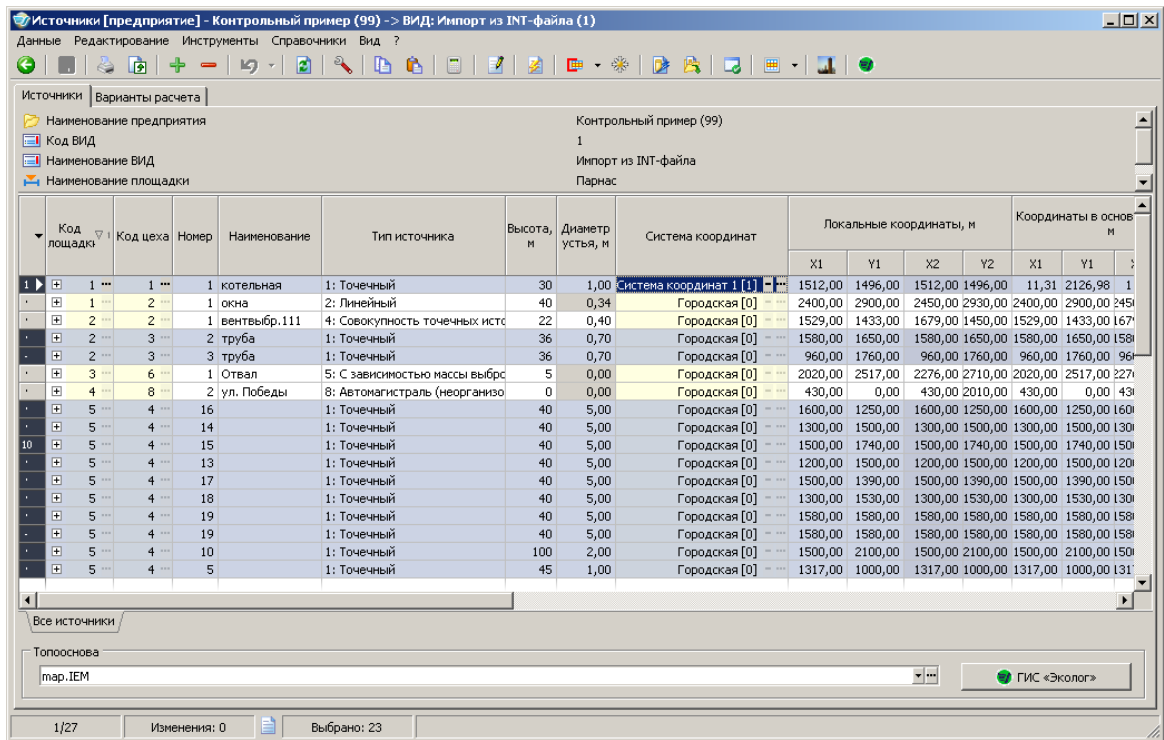 Источники [предприятие] - Контрольный пример (99) -> ВИД: Импорт из INT-файла (1)
Данные Редактирование Инструменты Справочники Вид ?
Источники Варианты расчета
Наименование предприятия Контрольный пример (99)
Код ВИД 1
Наименование ВИД Импорт из INT-файла
Наименование площадки Парнас
Код площадки Код цеха Номер Наименование Тип источника Высота, м Диаметр устья, м Система координат Локальные координаты, м Координаты в основ м
X1 Y1 X2 Y2 X1 Y1
1 1 1 1 котельная 1: Точечный 30 1,00 Система координат 1 [1] 1512,00 1496,00 1512,00 1496,00 11,31 2126,98 1
1 2 1 окна 2: Линейный 40 0,34 Городская [0] 2400,00 2900,00 2450,00 2930,00 2400,00 2900,00 245
2 2 1 вентвыбр.111 4: Совокупность точечных исто 22 0,40 Городская [0] 1529,00 1433,00 1679,00 1450,00 1529,00 1433,00 167
2 3 2 труба 1: Точечный 36 0,70 Городская [0] 1580,00 1650,00 1580,00 1650,00 1580,00 1650,00 158
2 3 3 труба 1: Точечный 36 0,70 Городская [0] 960,00 1760,00 960,00 1760,00 960,00 1760,00 96
3 6 1 Отвал 5: С зависимостью массы выбро 5 0,00 Городская [0] 2020,00 2517,00 2276,00 2710,00 2020,00 2517,00 227
4 8 2 ул. Победы 8: Автомагистраль (неорганизо 0 0,00 Городская [0] 430,00 0,00 430,00 2010,00 430,00 0,00 43
5 4 16 1: Точечный 40 5,00 Городская [0] 1600,00 1250,00 1600,00 1250,00 1600,00 1250,00 160
5 4 14 1: Точечный 40 5,00 Городская [0] 1300,00 1500,00 1300,00 1500,00 1300,00 1500,00 130
10 5 4 15 1: Точечный 40 5,00 Городская [0] 1500,00 1740,00 1500,00 1740,00 1500,00 1740,00 150
5 4 13 1: Точечный 40 5,00 Городская [0] 1200,00 1500,00 1200,00 1500,00 1200,00 1500,00 120
5 4 17 1: Точечный 40 5,00 Городская [0] 1500,00 1390,00 1500,00 1390,00 1500,00 1390,00 150
5 4 18 1: Точечный 40 5,00 Городская [0] 1300,00 1530,00 1300,00 1530,00 1300,00 1530,00 130
5 4 19 1: Точечный 40 5,00 Городская [0] 1580,00 1580,00 1580,00 1580,00 1580,00 1580,00 158
5 4 19 1: Точечный 40 5,00 Городская [0] 1580,00 1580,00 1580,00 1580,00 1580,00 1580,00 158
5 4 10 1: Точечный 100 2,00 Городская [0] 1500,00 2100,00 1500,00 2100,00 1500,00 2100,00 150
5 4 5 1: Точечный 45 1,00 Городская [0] 1317,00 1000,00 1317,00 1000,00 1317,00 1000,00 131
Все источники
Топооснова
map.IEM ГИС «Эколог»
1/27 Изменения: 0 Выбрано: 23